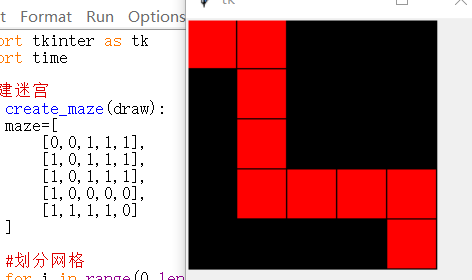 Format Run Options
tk
ort tkinter as tk
ort time
建迷宫
create_maze(draw):
maze=[
[0,0,1,1,1],
[1,0,1,1,1],
[1,0,1,1,1],
[1,0,0,0,0],
[1,1,1,1,0]
]
#划分网格
for i in range(0,len